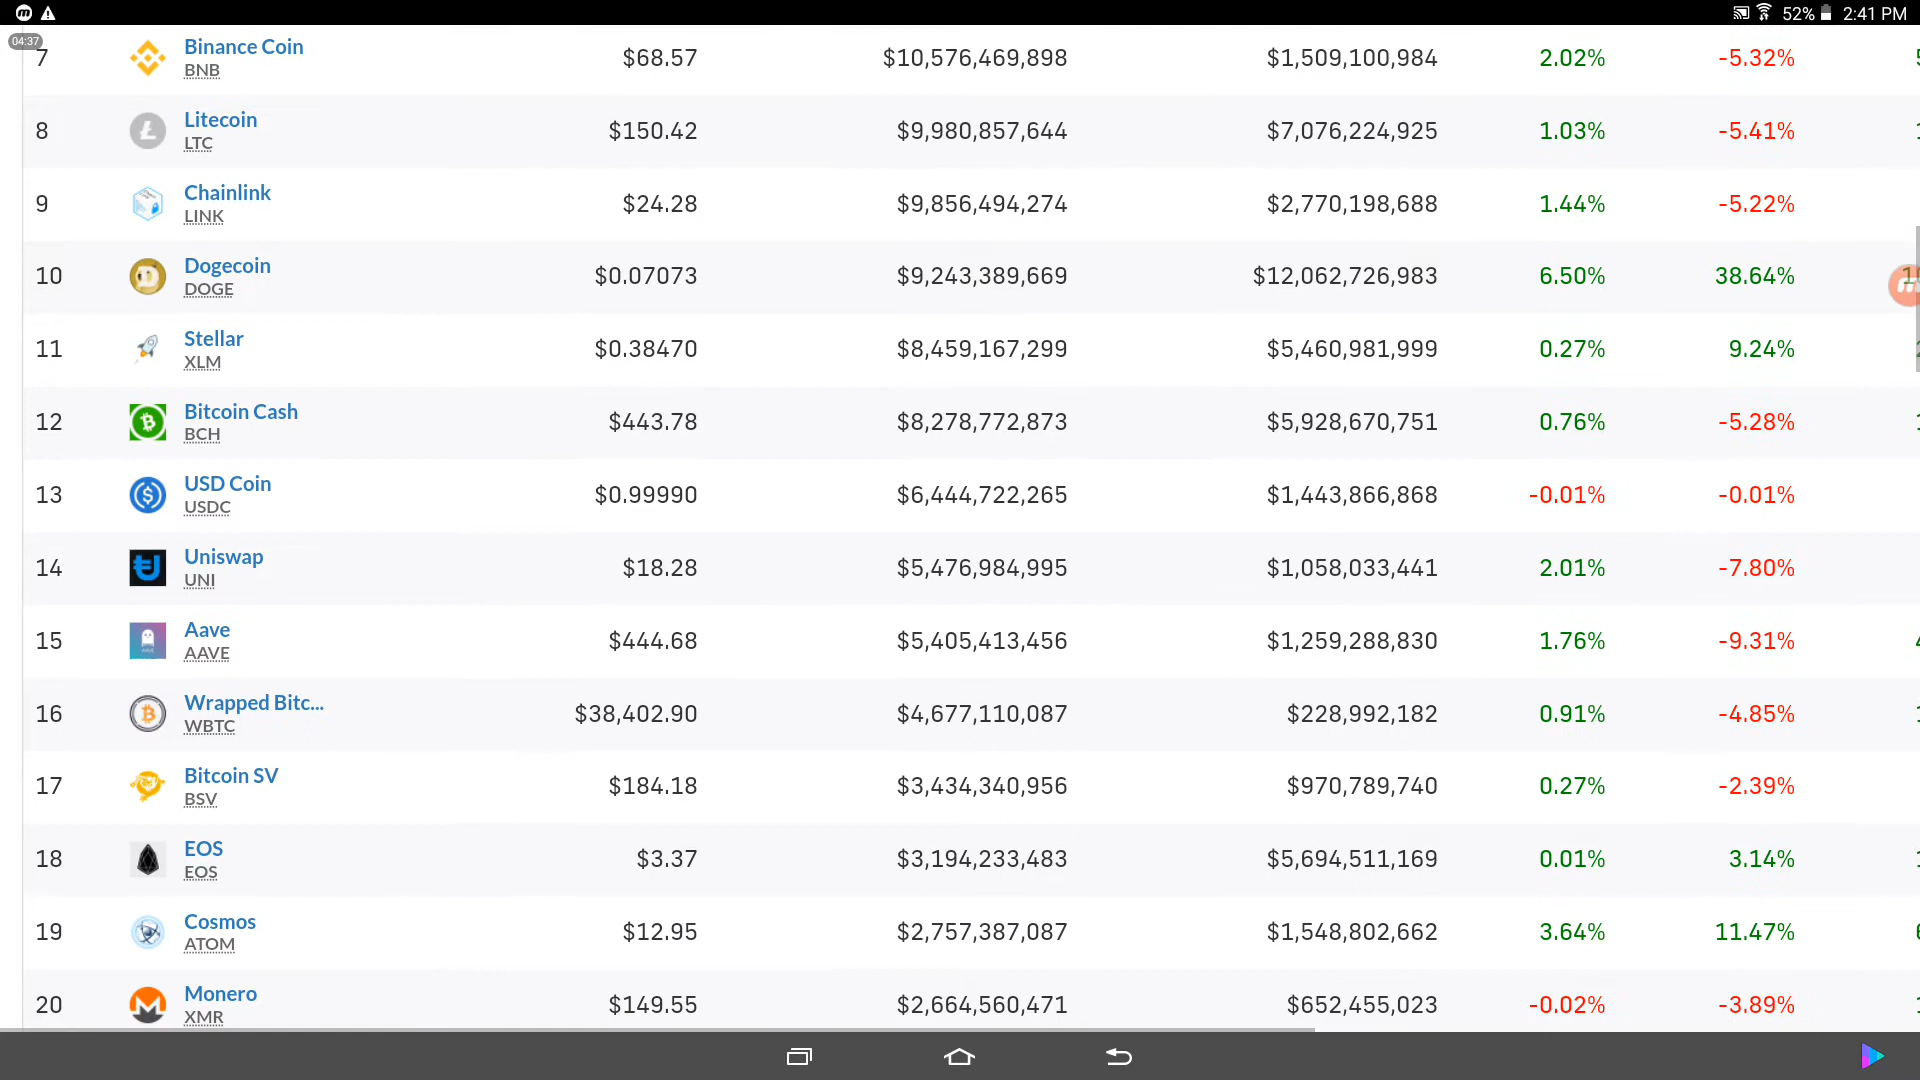 52% 2:41 PM
04:37
7 Binance Coin $68.57 $10,576,469,898 $1,509,100,984 2.02% -5.32%
BNB
8 Litecoin $150.42 $9,980,857,644 $7,076,224,925 1.03% -5.41%
LTC
9 Chainlink $24.28 $9,856,494,274 $2,770,198,688 1.44% -5.22%
LINK
10 Dogecoin $0.07073 $9,243,389,669 $12,062,726,983 6.50% 38.64%
DOGE
11 Stellar $0.38470 $8,459,167,299 $5,460,981,999 0.27% 9.24%
XLM
12 Bitcoin Cash $443.78 $8,278,772,873 $5,928,670,751 0.76% -5.28%
BCH
13 USD Coin $0.99990 $6,444,722,265 $1,443,866,868 -0.01% -0.01%
USDC
14 Uniswap $18.28 $5,476,984,995 $1,058,033,441 2.01% -7.80%
UNI
15 Aave $444.68 $5,405,413,456 $1,259,288,830 1.76% -9.31%
AAVE
16 Wrapped Bitc... $38,402.90 $4,677,110,087 $228,992,182 0.91% -4.85%
WBTC
17 Bitcoin SV $184.18 $3,434,340,956 $970,789,740 0.27% -2.39%
BSV
18 EOS $3.37 $3,194,233,483 $5,694,511,169 0.01% 3.14%
EOS
19 Cosmos $12.95 $2,757,387,087 $1,548,802,662 3.64% 11.47%
ATOM
20 Monero $149.55 $2,664,560,471 $652,455,023 -0.02% -3.89%
XMR